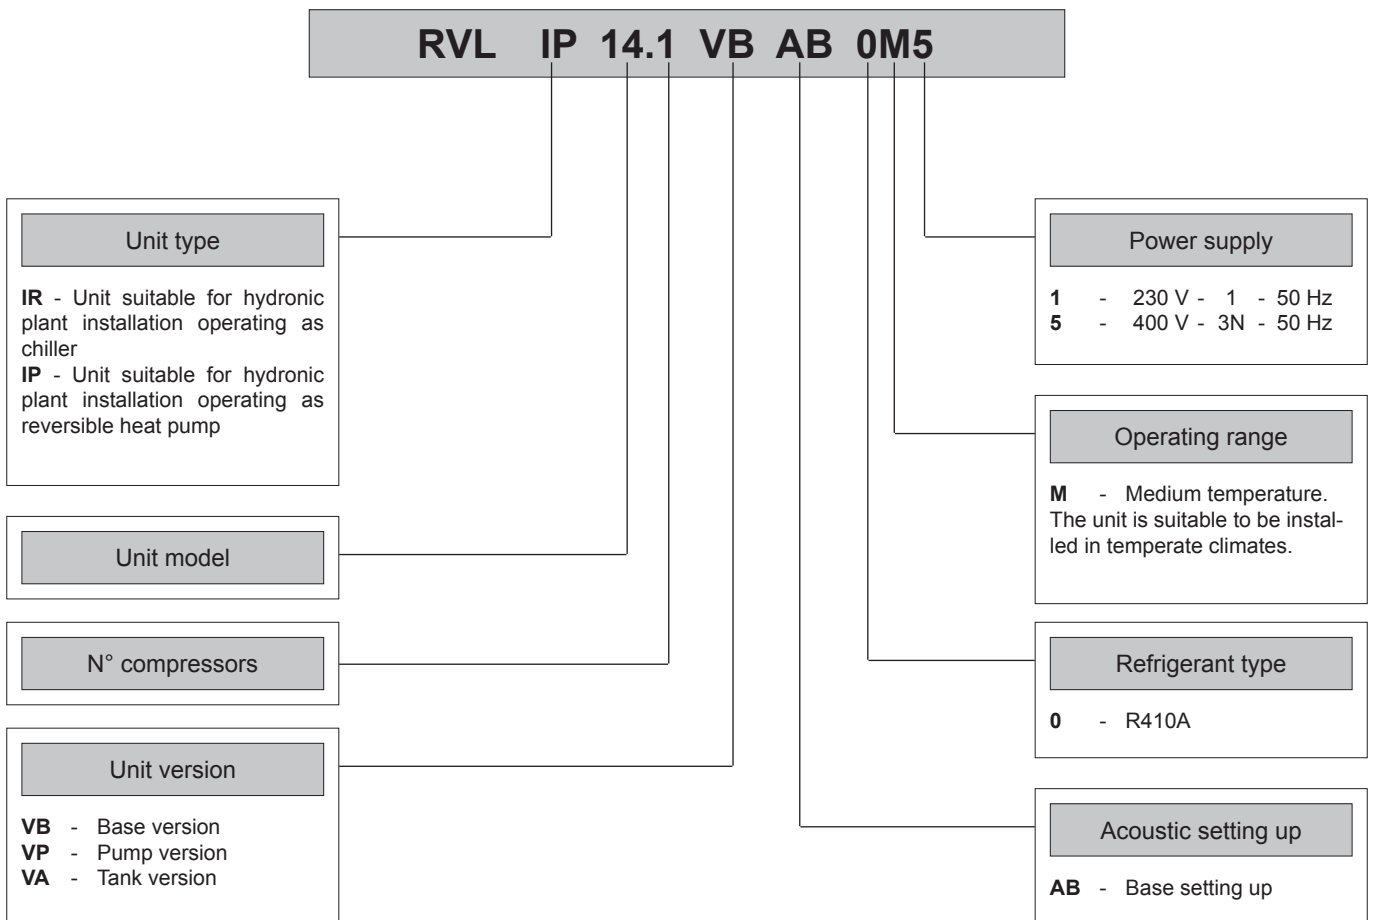 RVL IP 14.1 VB AB 0M5
Unit type
IR - Unit suitable for hydronic
plant installation operating as
chiller
IP - Unit suitable for hydronic
plant installation operating as
reversible heat pump
Unit model
N° compressors
Unit version
VB - Base version
VP - Pump version
VA - Tank version
Power supply
1 - 230 V - 1 - 50 Hz
5 - 400 V - 3N - 50 Hz
Operating range
M - Medium temperature.
The unit is suitable to be instal-
led in temperate climates.
Refrigerant type
0 - R410A
Acoustic setting up
AB - Base setting up